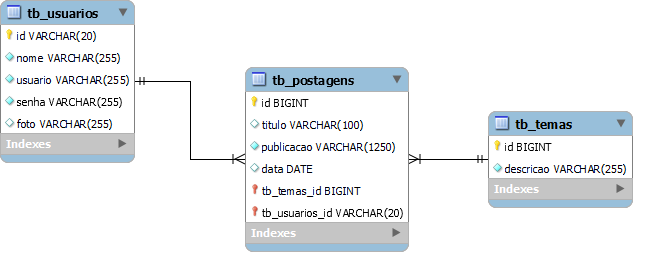 tb_usuarios
id VARCHAR(20)
nome VARCHAR(255)
usuario VARCHAR(255)
senha VARCHAR(255)
foto VARCHAR(255)
Indexes
tb_postagens
id BIGINT
titulo VARCHAR(100)
publicacao VARCHAR(1250)
data DATE
tb_temas_id BIGINT
tb_usuarios_id VARCHAR(20)
Indexes
tb_temas
id BIGINT
descricao VARCHAR(255)
Indexes